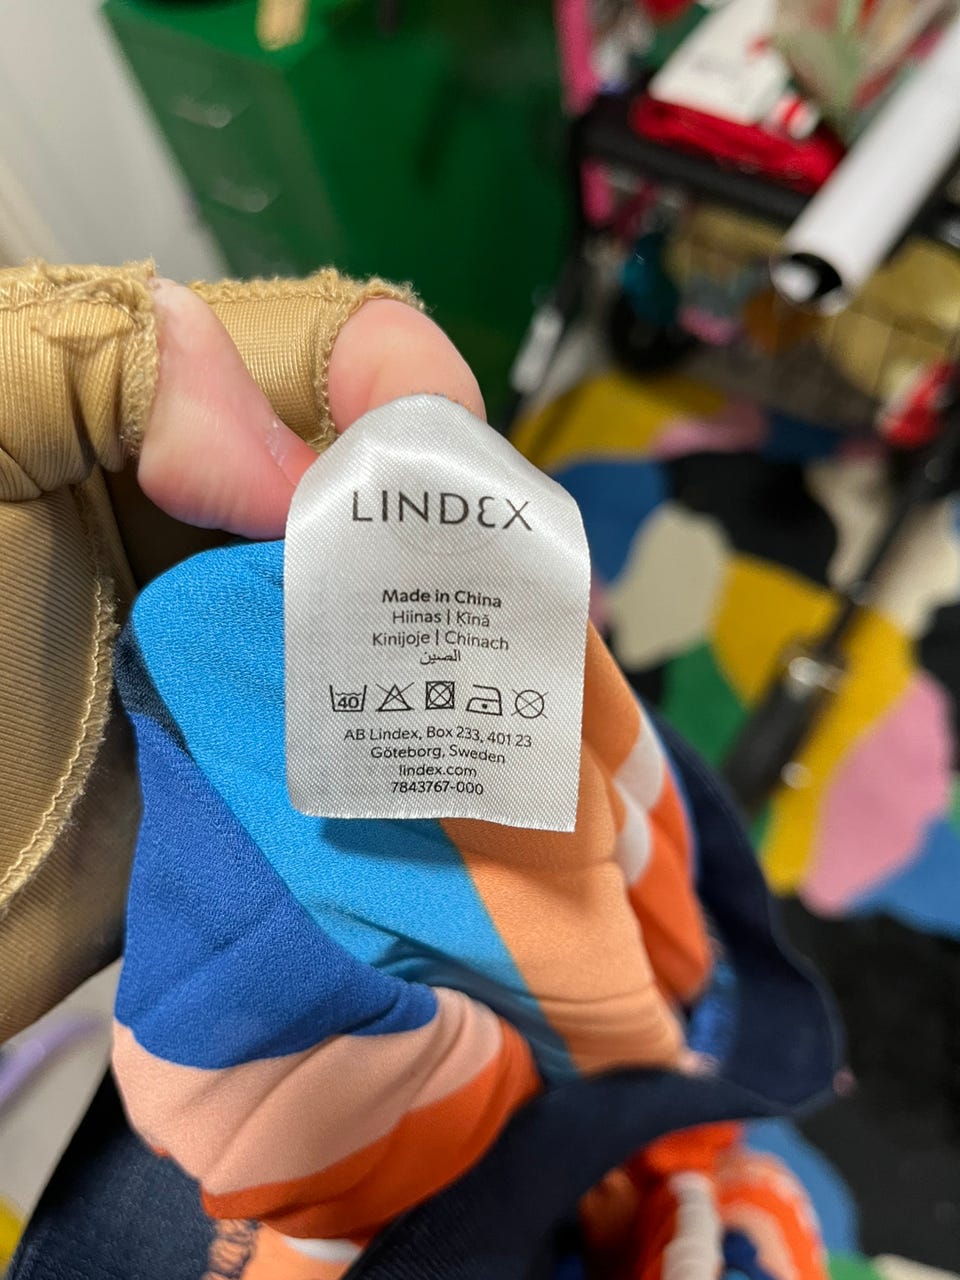 LINDEX
Made in China
Hiinas | Ķīnā
Kinijoje | Chinach
الصين
40
AB Lindex, Box 233, 401 23
Göteborg, Sweden
lindex.com
7843767-000